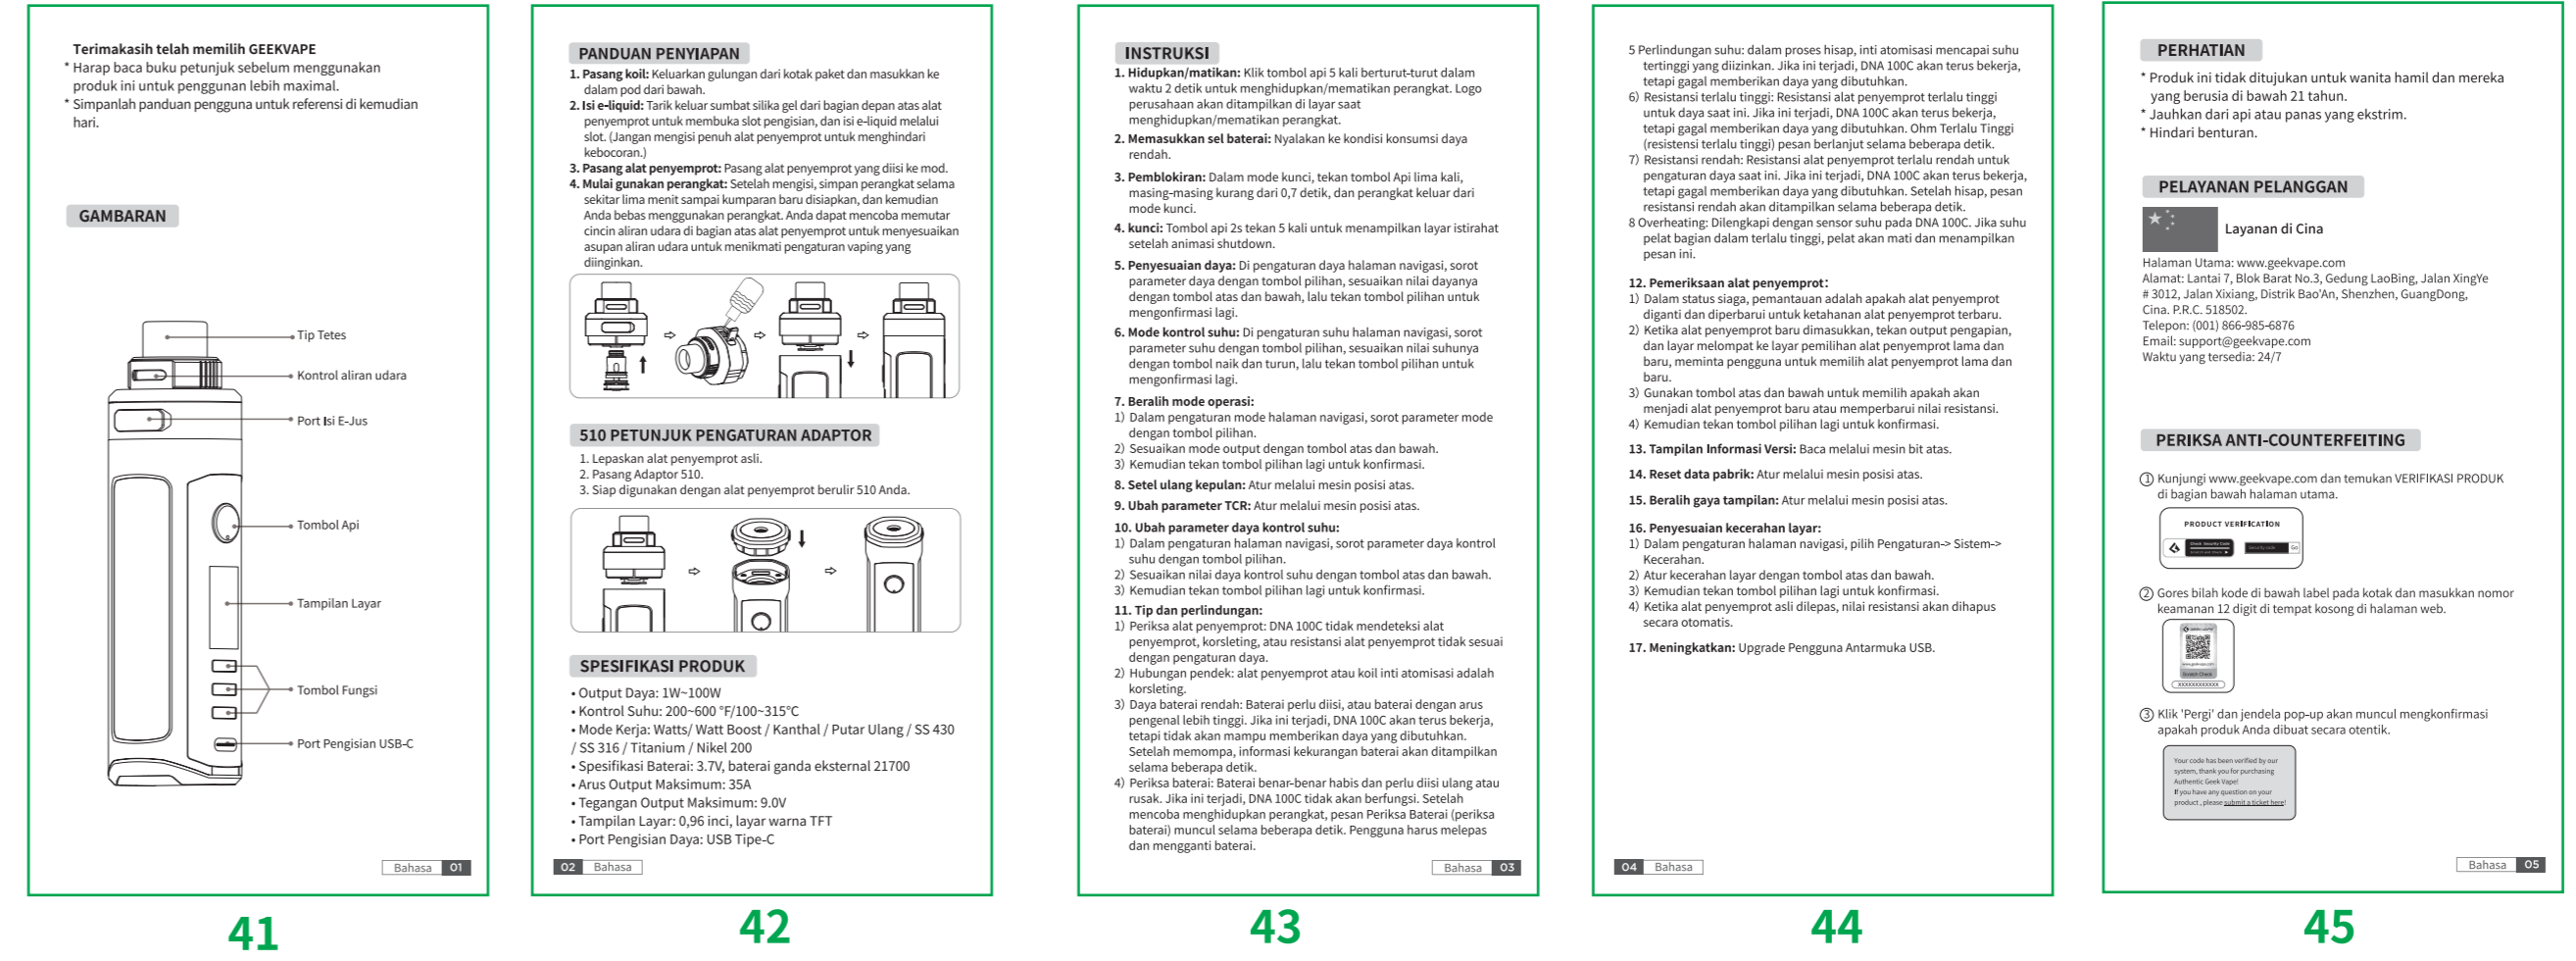 Terimakasih telah memilih GEEKVAPE
* Harap baca buku petunjuk sebelum menggunakan
produk ini untuk penggunan lebih maximal.
* Simpanlah panduan pengguna untuk referensi di kemudian
hari.
GAMBARAN
Tip Tetes
Kontrol aliran udara
Port Isi E-Jus
Tombol Api
Tampilan Layar
Tombol Fungsi
Port Pengisian USB-C
Bahasa 01
41
PANDUAN PENYIAPAN
1. Pasang koil: Keluarkan gulungan dari kotak paket dan masukkan ke
dalam pod dari bawah.
2. Isi e-liquid: Tarik keluar sumbat silika gel dari bagian depan atas alat
penyemprot untuk membuka slot pengisian, dan isi e-liquid melalui
slot. (Jangan mengisi penuh alat penyemprot untuk menghindari
kebocoran.)
3. Pasang alat penyemprot: Pasang alat penyemprot yang diisi ke mod.
4. Mulai gunakan perangkat: Setelah mengisi, simpan perangkat selama
sekitar lima menit sampai kumparan baru disiapkan, dan kemudian
Anda bebas menggunakan perangkat. Anda dapat mencoba memutar
cincin aliran udara di bagian atas alat penyemprot untuk menyesuaikan
asupan aliran udara untuk menikmati pengaturan vaping yang
diinginkan.
510 PETUNJUK PENGATURAN ADAPTOR
1. Lepaskan alat penyemprot asli.
2. Pasang Adaptor 510.
3. Siap digunakan dengan alat penyemprot berulir 510 Anda.
SPESIFIKASI PRODUK
• Output Daya: 1W~100W
• Kontrol Suhu: 200~600 °F/100~315°C
• Mode Kerja: Watts/ Watt Boost / Kanthal / Putar Ulang / SS 430
/ SS 316 / Titanium / Nikel 200
• Spesifikasi Baterai: 3.7V, baterai ganda eksternal 21700
• Arus Output Maksimum: 35A
• Tegangan Output Maksimum: 9.0V
• Tampilan Layar: 0,96 inci, layar warna TFT
• Port Pengisian Daya: USB Tipe-C
02 Bahasa
42
INSTRUKSI
1. Hidupkan/matikan: Klik tombol api 5 kali berturut-turut dalam
waktu 2 detik untuk menghidupkan/mematikan perangkat. Logo
perusahaan akan ditampilkan di layar saat
menghidupkan/mematikan perangkat.
2. Memasukkan sel baterai: Nyalakan ke kondisi konsumsi daya
rendah.
3. Pemblokiran: Dalam mode kunci, tekan tombol Api lima kali,
masing-masing kurang dari 0,7 detik, dan perangkat keluar dari
mode kunci.
4. kunci: Tombol api 2s tekan 5 kali untuk menampilkan layar istirahat
setelah animasi shutdown.
5. Penyesuaian daya: Di pengaturan daya halaman navigasi, sorot
parameter daya dengan tombol pilihan, sesuaikan nilai dayanya
dengan tombol atas dan bawah, lalu tekan tombol pilihan untuk
mengonfirmasi lagi.
6. Mode kontrol suhu: Di pengaturan suhu halaman navigasi, sorot
parameter suhu dengan tombol pilihan, sesuaikan nilai suhunya
dengan tombol naik dan turun, lalu tekan tombol pilihan untuk
mengonfirmasi lagi.
7. Beralih mode operasi:
1) Dalam pengaturan mode halaman navigasi, sorot parameter mode
dengan tombol pilihan.
2) Sesuaikan mode output dengan tombol atas dan bawah.
3) Kemudian tekan tombol pilihan lagi untuk konfirmasi.
8. Setel ulang kepulan: Atur melalui mesin posisi atas.
9. Ubah parameter TCR: Atur melalui mesin posisi atas.
10. Ubah parameter daya kontrol suhu:
1) Dalam pengaturan halaman navigasi, sorot parameter daya kontrol
suhu dengan tombol pilihan.
2) Sesuaikan nilai daya kontrol suhu dengan tombol atas dan bawah.
3) Kemudian tekan tombol pilihan lagi untuk konfirmasi.
11. Tip dan perlindungan:
1) Periksa alat penyemprot: DNA 100C tidak mendeteksi alat
penyemprot, korsleting, atau resistansi alat penyemprot tidak sesuai
dengan pengaturan daya.
2) Hubungan pendek: alat penyemprot atau koil inti atomisasi adalah
korsleting.
3) Daya baterai rendah: Baterai perlu diisi, atau baterai dengan arus
pengenal lebih tinggi. Jika ini terjadi, DNA 100C akan terus bekerja,
tetapi tidak akan mampu memberikan daya yang dibutuhkan.
Setelah memompa, informasi kekurangan baterai akan ditampilkan
selama beberapa detik.
4) Periksa baterai: Baterai benar-benar habis dan perlu diisi ulang atau
rusak. Jika ini terjadi, DNA 100C tidak akan berfungsi. Setelah
mencoba menghidupkan perangkat, pesan Periksa Baterai (periksa
baterai) muncul selama beberapa detik. Pengguna harus melepas
dan mengganti baterai.
Bahasa 03
43
5 Perlindungan suhu: dalam proses hisap, inti atomisasi mencapai suhu
tertinggi yang diizinkan. Jika ini terjadi, DNA 100C akan terus bekerja,
tetapi gagal memberikan daya yang dibutuhkan.
6) Resistansi terlalu tinggi: Resistansi alat penyemprot terlalu tinggi
untuk daya saat ini. Jika ini terjadi, DNA 100C akan terus bekerja,
tetapi gagal memberikan daya yang dibutuhkan. Ohm Terlalu Tinggi
(resistensi terlalu tinggi) pesan berlanjut selama beberapa detik.
7) Resistansi rendah: Resistansi alat penyemprot terlalu rendah untuk
pengaturan daya saat ini. Jika ini terjadi, DNA 100C akan terus bekerja,
tetapi gagal memberikan daya yang dibutuhkan. Setelah hisap, pesan
resistansi rendah akan ditampilkan selama beberapa detik.
8 Overheating: Dilengkapi dengan sensor suhu pada DNA 100C. Jika suhu
pelat bagian dalam terlalu tinggi, pelat akan mati dan menampilkan
pesan ini.
12. Pemeriksaan alat penyemprot:
1) Dalam status siaga, pemantauan adalah apakah alat penyemprot
diganti dan diperbarui untuk ketahanan alat penyemprot terbaru.
2) Ketika alat penyemprot baru dimasukkan, tekan output pengapian,
dan layar melompat ke layar pemilihan alat penyemprot lama dan
baru, meminta pengguna untuk memilih alat penyemprot lama dan
baru.
3) Gunakan tombol atas dan bawah untuk memilih apakah akan
menjadi alat penyemprot baru atau memperbarui nilai resistansi.
4) Kemudian tekan tombol pilihan lagi untuk konfirmasi.
13. Tampilan Informasi Versi: Baca melalui mesin bit atas.
14. Reset data pabrik: Atur melalui mesin posisi atas.
15. Beralih gaya tampilan: Atur melalui mesin posisi atas.
16. Penyesuaian kecerahan layar:
1) Dalam pengaturan halaman navigasi, pilih Pengaturan-> Sistem->
Kecerahan.
2) Atur kecerahan layar dengan tombol atas dan bawah.
3) Kemudian tekan tombol pilihan lagi untuk konfirmasi.
4) Ketika alat penyemprot asli dilepas, nilai resistansi akan dihapus
secara otomatis.
17. Meningkatkan: Upgrade Pengguna Antarmuka USB.
04 Bahasa
44
PERHATIAN
* Produk ini tidak ditujukan untuk wanita hamil dan mereka
yang berusia di bawah 21 tahun.
* Jauhkan dari api atau panas yang ekstrim.
* Hindari benturan.
PELAYANAN PELANGGAN
Layanan di Cina
Halaman Utama: www.geekvape.com
Alamat: Lantai 7, Blok Barat No.3, Gedung LaoBing, Jalan XingYe
# 3012, Jalan Xixiang, Distrik Bao'An, Shenzhen, GuangDong,
Cina. P.R.C. 518502.
Telepon: (001) 866-985-6876
Email: support@geekvape.com
Waktu yang tersedia: 24/7
PERIKSA ANTI-COUNTERFEITING
① Kunjungi www.geekvape.com dan temukan VERIFIKASI PRODUK
di bagian bawah halaman utama.
PRODUCT VERIFICATION
Check Security Code
Security code Go
② Gores bilah kode di bawah label pada kotak dan masukkan nomor
keamanan 12 digit di tempat kosong di halaman web.
www.geekvape.com
Scratch Check
XXXXXXXXXXXX
③ Klik 'Pergi' dan jendela pop-up akan muncul mengkonfirmasi
apakah produk Anda dibuat secara otentik.
Your code has been verified by our
system, thank you for purchasing
Authentic Geek Vape!
If you have any question on your
product , please submit a ticket here!
Bahasa 05
45